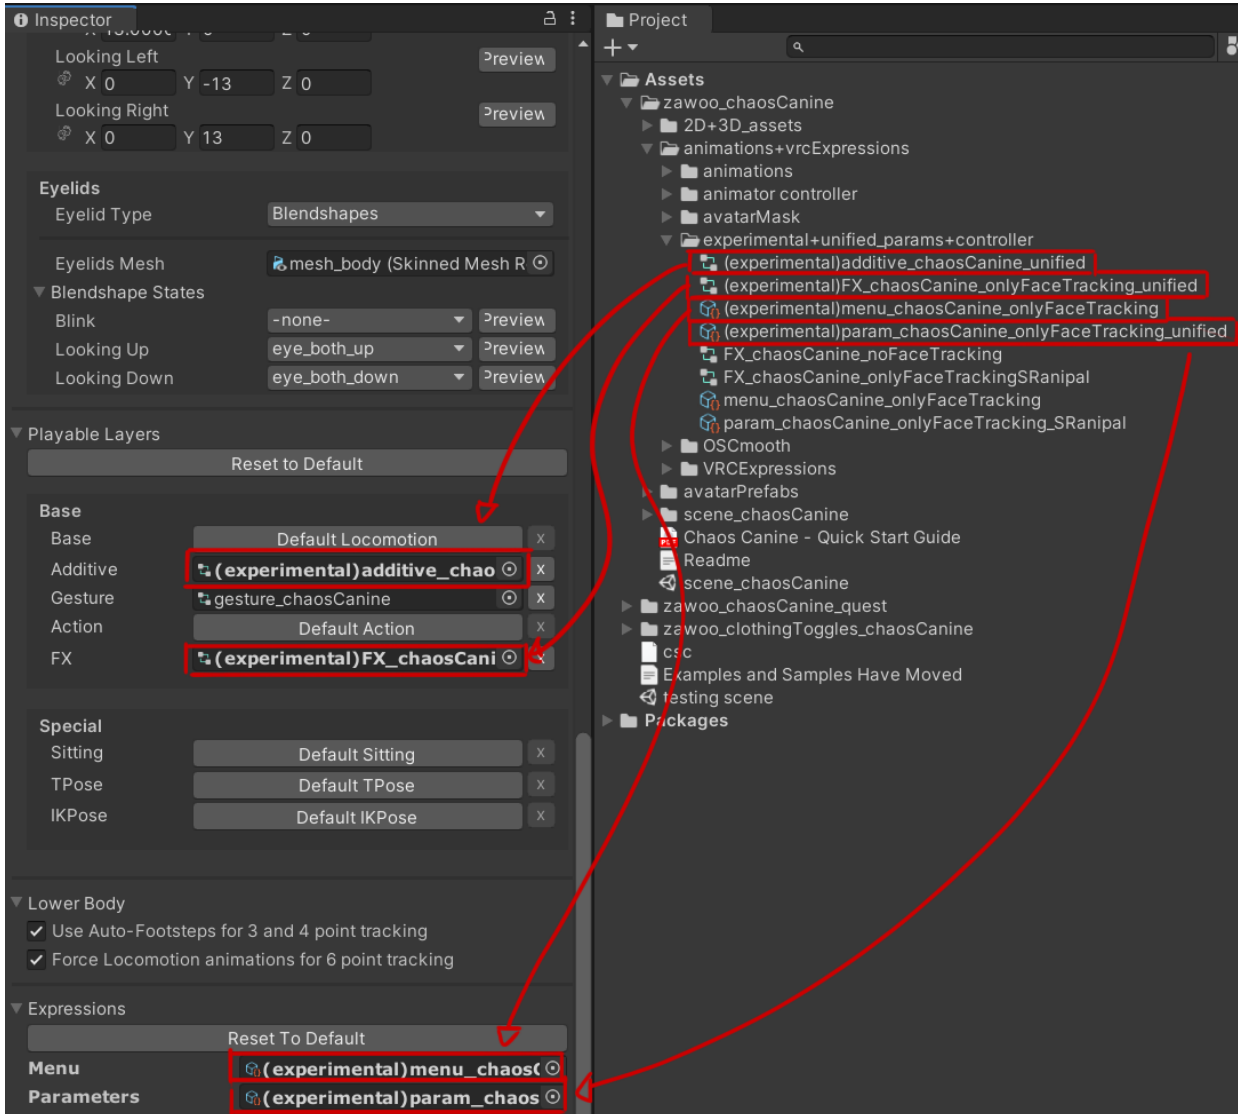 Inspector
X 13.000 Y 0 Z 0
Looking Left
Preview
X 0 Y -13 Z 0
Looking Right
Preview
X 0 Y 13 Z 0
Eyelids
Eyelid Type Blendshapes
Eyelids Mesh mesh_body (Skinned Mesh R
Blendshape States
Blink -none- Preview
Looking Up eye_both_up Preview
Looking Down eye_both_down Preview
Playable Layers
Reset to Default
Base
Base Default Locomotion X
Additive (experimental)additive_chao X
Gesture gesture_chaosCanine X
Action Default Action X
FX (experimental)FX_chaosCani X
Special
Sitting Default Sitting X
TPose Default TPose X
IKPose Default IKPose X
Lower Body
Use Auto-Footsteps for 3 and 4 point tracking
Force Locomotion animations for 6 point tracking
Expressions
Reset To Default
Menu (experimental)menu_chaos(
Parameters (experimental)param_chaos
Project
Assets
zawoo_chaosCanine
2D+3D_assets
animations+vrcExpressions
animations
animator controller
avatarMask
experimental+unified_params+controller
(experimental)additive_chaosCanine_unified
(experimental)FX_chaosCanine_onlyFaceTracking_unified
(experimental)menu_chaosCanine_onlyFaceTracking
(experimental)param_chaosCanine_onlyFaceTracking_unified
FX_chaosCanine_noFaceTracking
FX_chaosCanine_onlyFaceTrackingSRanipal
menu_chaosCanine_onlyFaceTracking
param_chaosCanine_onlyFaceTracking_SRanipal
OSCmooth
VRCExpressions
avatarPrefabs
scene_chaosCanine
Chaos Canine - Quick Start Guide
Readme
scene_chaosCanine
zawoo_chaosCanine_quest
zawoo_clothingToggles_chaosCanine
csc
Examples and Samples Have Moved
testing scene
Packages